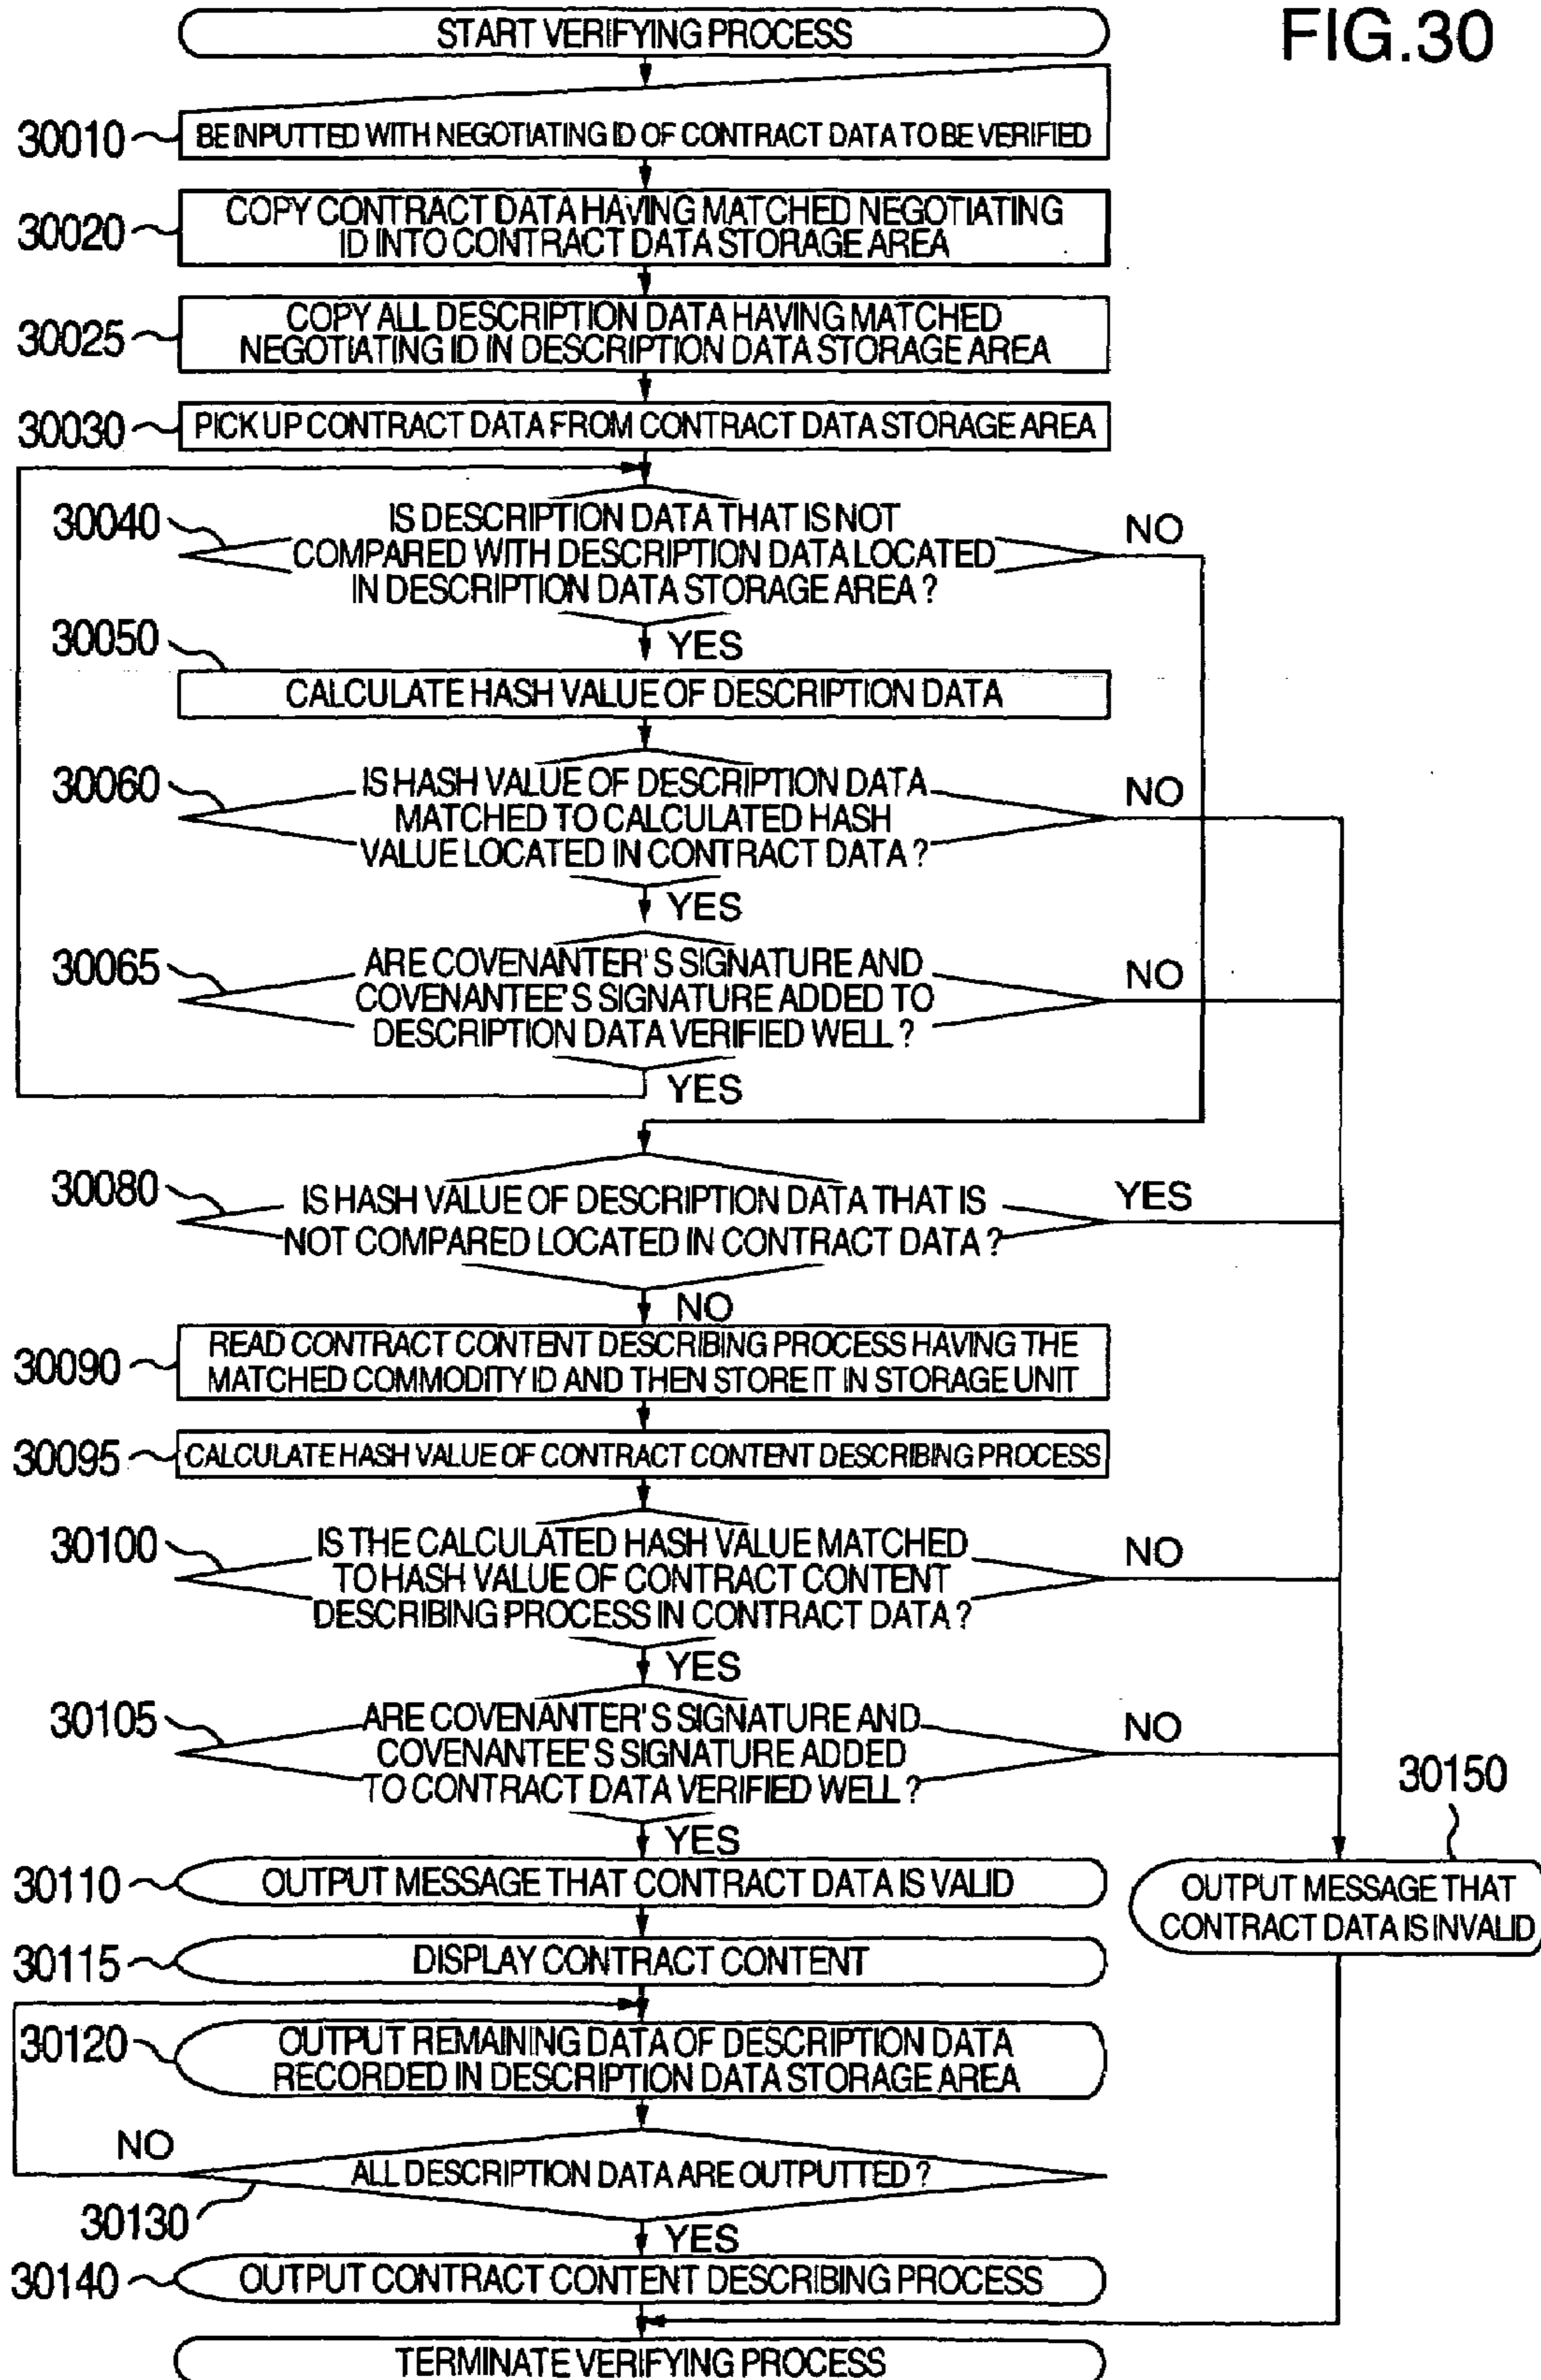 FIG.30
START VERIFYING PROCESS
30010
BE INPUTTED WITH NEGOTIATING ID OF CONTRACT DATA TO BE VERIFIED
30020
COPY CONTRACT DATA HAVING MATCHED NEGOTIATING
ID INTO CONTRACT DATA STORAGE AREA
30025
COPY ALL DESCRIPTION DATA HAVING MATCHED
NEGOTIATING ID IN DESCRIPTION DATA STORAGE AREA
30030
PICK UP CONTRACT DATA FROM CONTRACT DATA STORAGE AREA
30040
IS DESCRIPTION DATA THAT IS NOT
COMPARED WITH DESCRIPTION DATA LOCATED
IN DESCRIPTION DATA STORAGE AREA ?
NO
YES
30050
CALCULATE HASH VALUE OF DESCRIPTION DATA
30060
IS HASH VALUE OF DESCRIPTION DATA
MATCHED TO CALCULATED HASH
VALUE LOCATED IN CONTRACT DATA ?
NO
YES
30065
ARE COVENANTER'S SIGNATURE AND
COVENANTEE'S SIGNATURE ADDED TO
DESCRIPTION DATA VERIFIED WELL ?
NO
YES
30080
IS HASH VALUE OF DESCRIPTION DATA THAT IS
NOT COMPARED LOCATED IN CONTRACT DATA ?
YES
NO
30090
READ CONTRACT CONTENT DESCRIBING PROCESS HAVING THE
MATCHED COMMODITY ID AND THEN STORE IT IN STORAGE UNIT
30095
CALCULATE HASH VALUE OF CONTRACT CONTENT DESCRIBING PROCESS
30100
IS THE CALCULATED HASH VALUE MATCHED
TO HASH VALUE OF CONTRACT CONTENT
DESCRIBING PROCESS IN CONTRACT DATA ?
NO
YES
30105
ARE COVENANTER'S SIGNATURE AND
COVENANTEE'S SIGNATURE ADDED
TO CONTRACT DATA VERIFIED WELL ?
NO
YES
30150
OUTPUT MESSAGE THAT
CONTRACT DATA IS INVALID
30110
OUTPUT MESSAGE THAT CONTRACT DATA IS VALID
30115
DISPLAY CONTRACT CONTENT
30120
OUTPUT REMAINING DATA OF DESCRIPTION DATA
RECORDED IN DESCRIPTION DATA STORAGE AREA
NO
30130
ALL DESCRIPTION DATA ARE OUTPUTTED ?
YES
30140
OUTPUT CONTRACT CONTENT DESCRIBING PROCESS
TERMINATE VERIFYING PROCESS